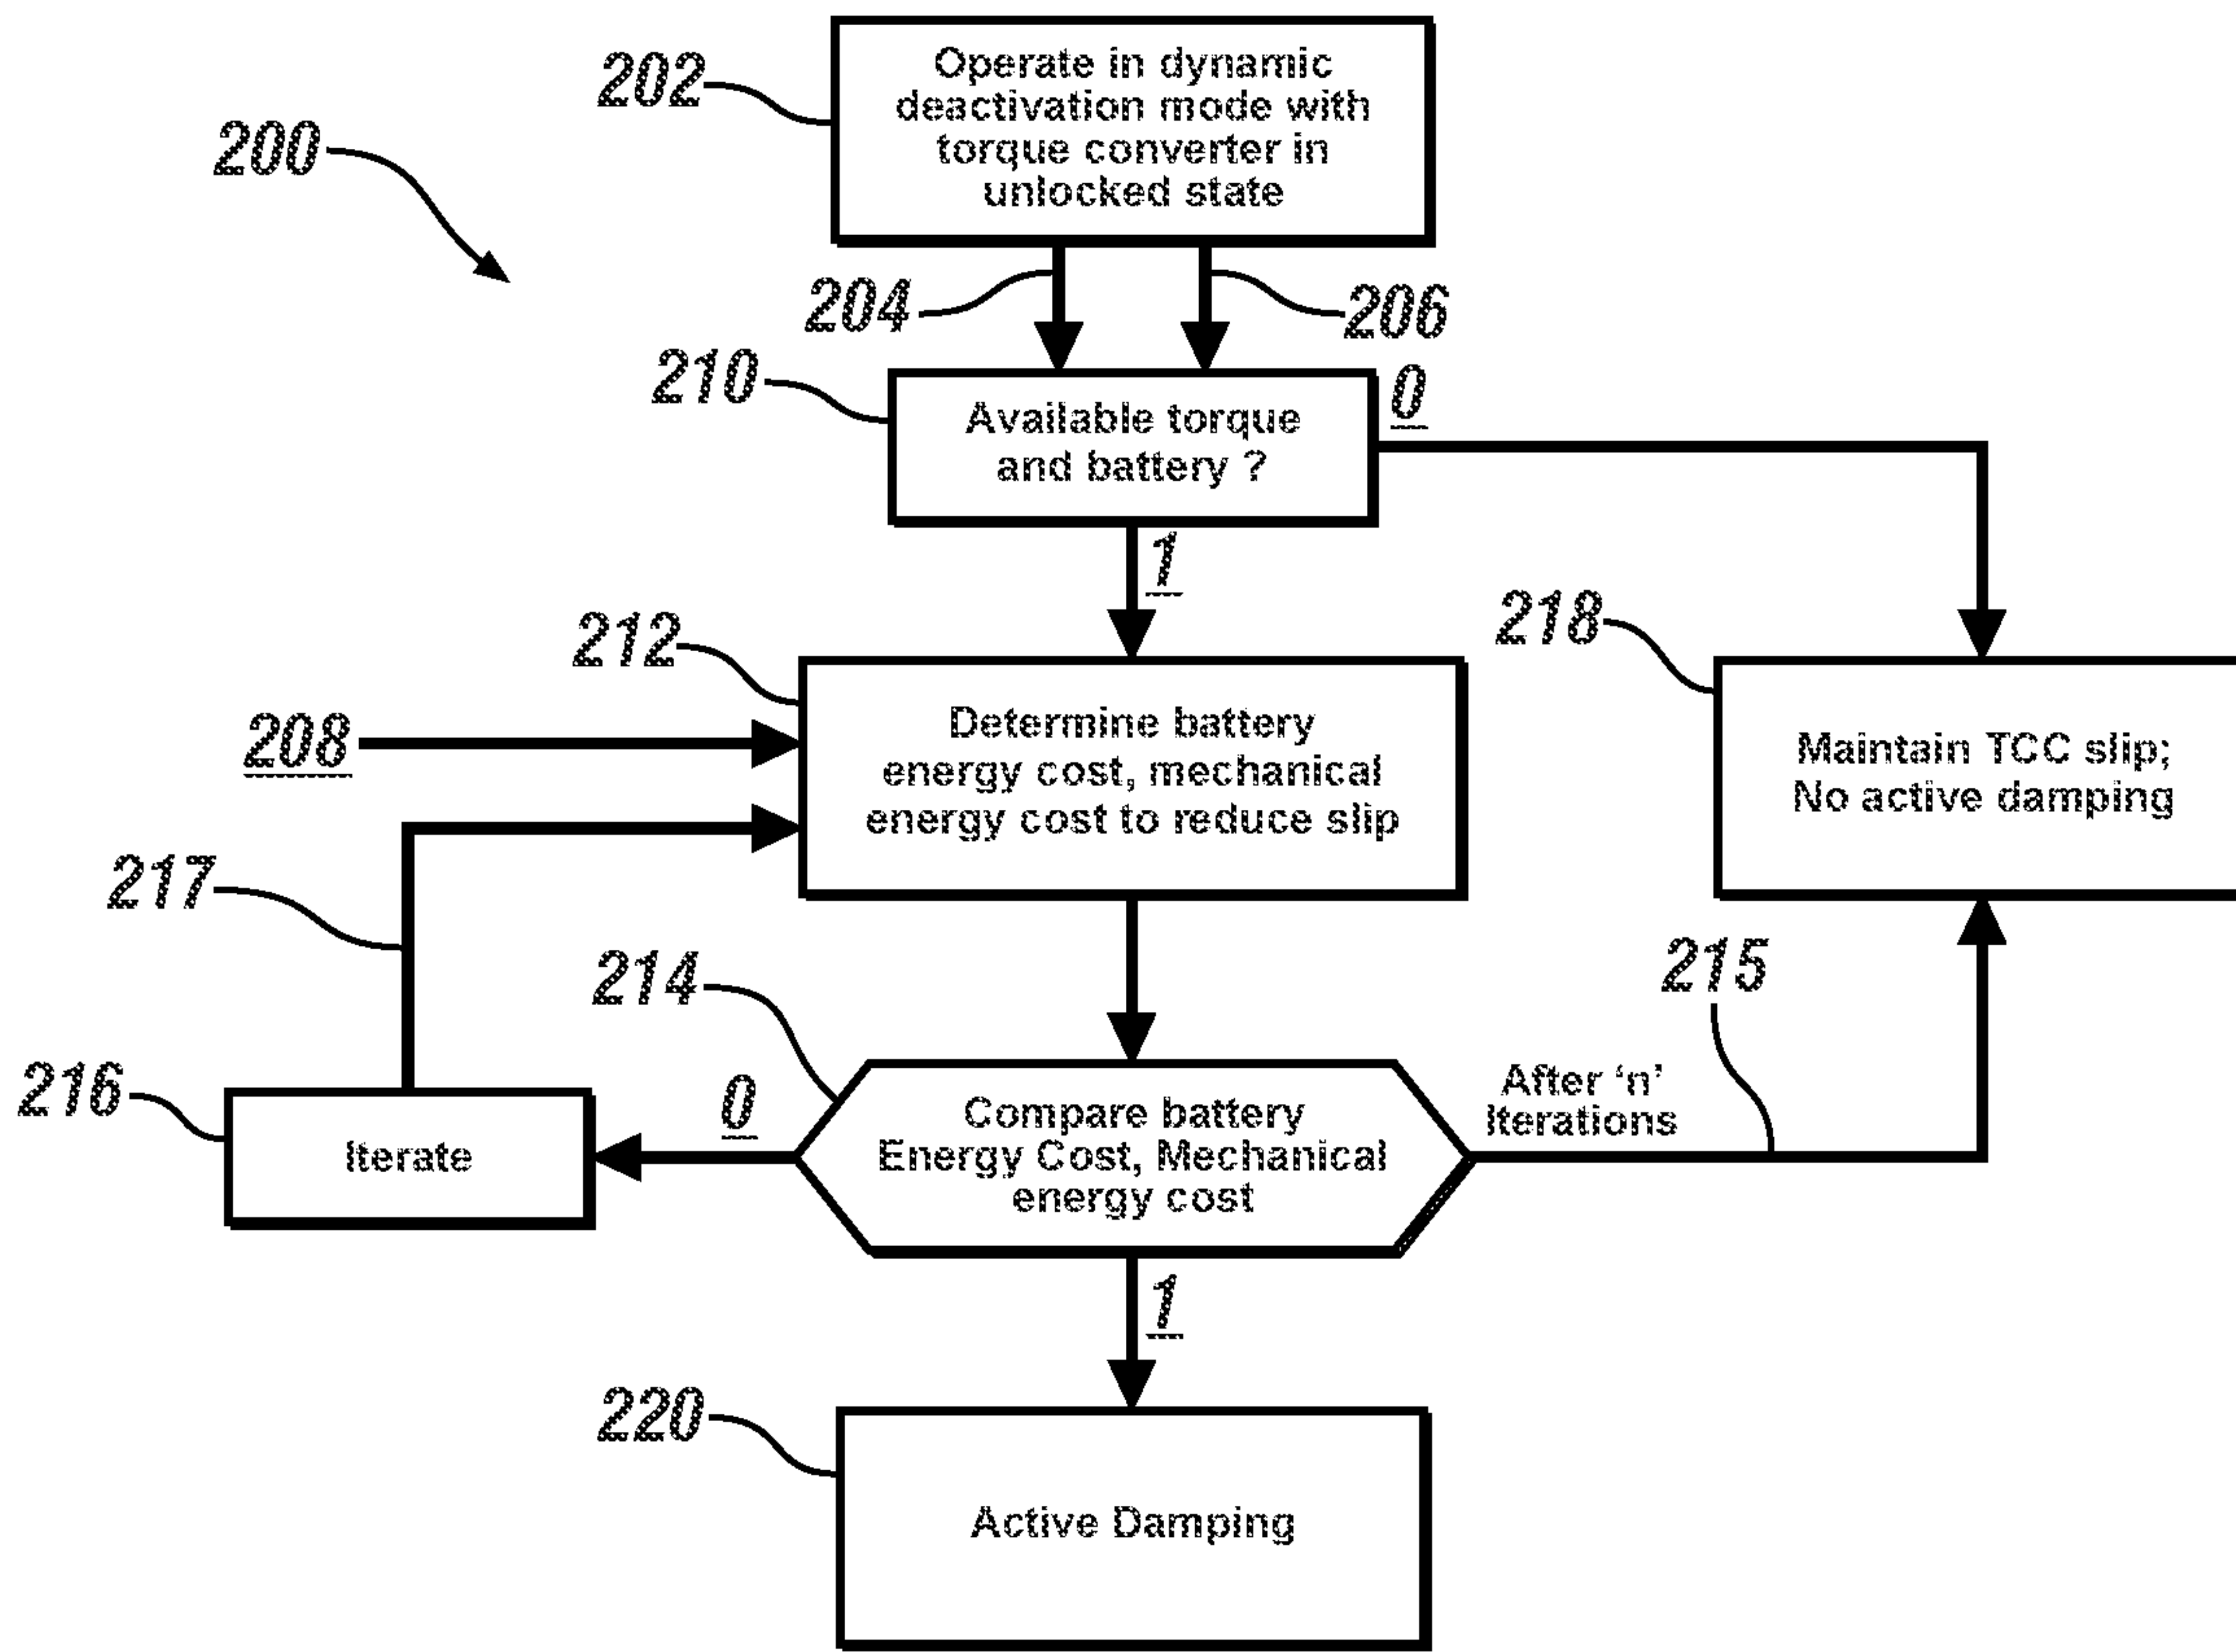 202
Operate in dynamic
deactivation mode with
torque converter in
unlocked state
200
204
206
210
Available torque
and battery ?
0
1
212
218
208
Determine battery
energy cost, mechanical
energy cost to reduce slip
Maintain TCC slip;
No active damping
217
214
215
216
Iterate
0
Compare battery
Energy Cost, Mechanical
energy cost
After ‘n’
Iterations
1
220
Active Damping